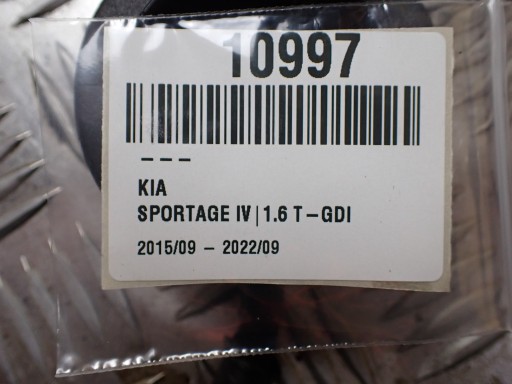 10997
---
KIA
SPORTAGE IV|1.6 T-GDI
2015/09 - 2022/09